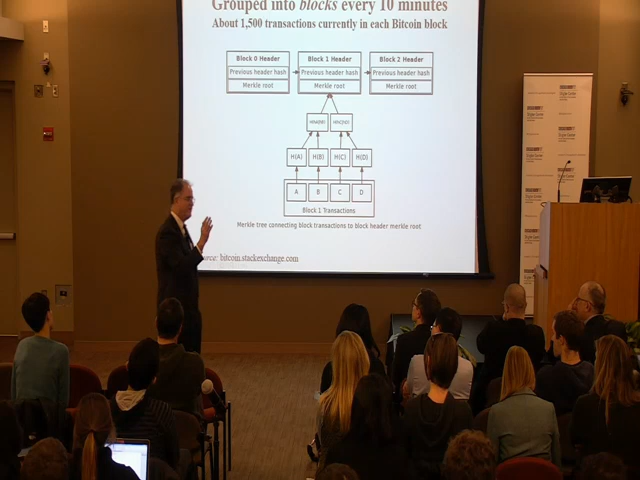 Grouped into blocks every 10 minutes
About 1,500 transactions currently in each Bitcoin block
Block 0 Header
Block 1 Header
Block 2 Header
Previous header hash
Previous header hash
Previous header hash
Merkle root
Merkle root
Merkle root
H(A) H(B) H(C) H(D)
A B C D
Block 1 Transactions
Merkle tree connecting block transactions to block header merkle root
bitcoin.stackexchange.com